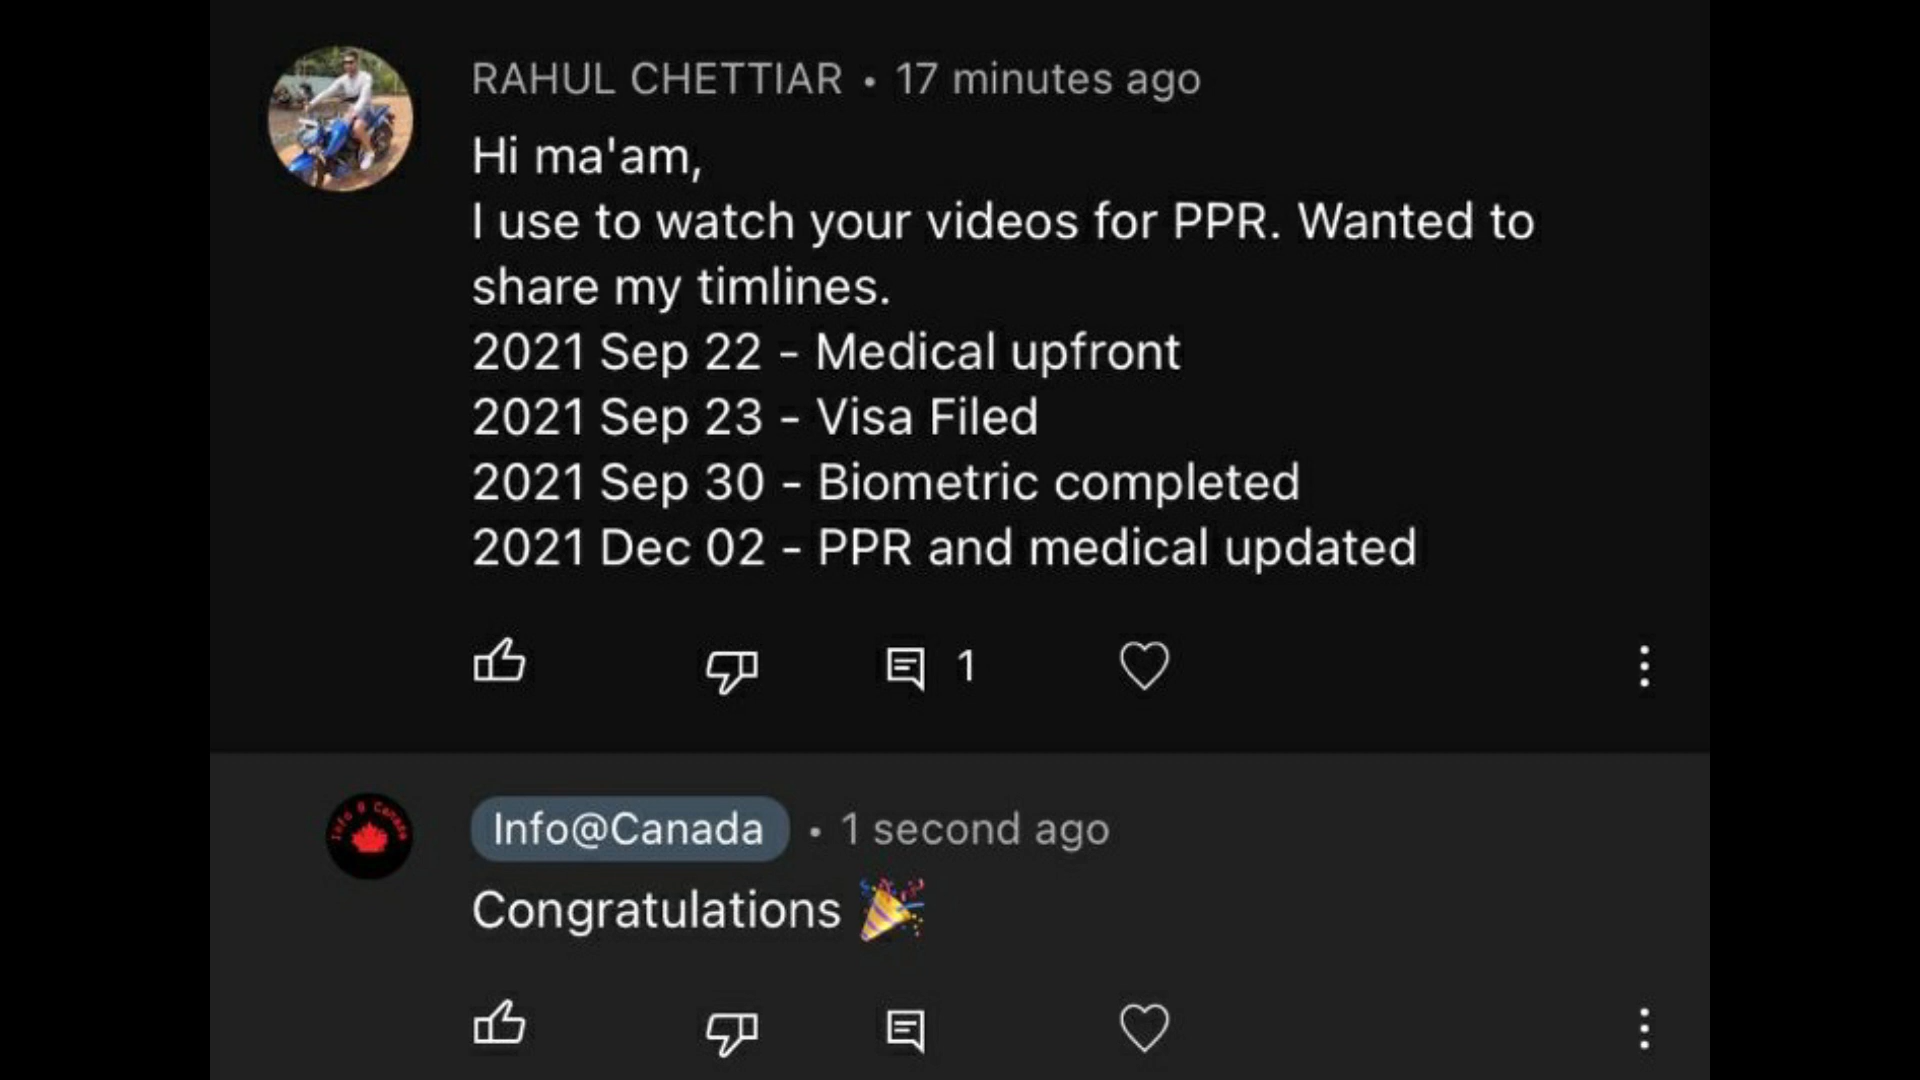 RAHUL CHETTIAR • 17 minutes ago
Hi ma'am,
I use to watch your videos for PPR. Wanted to
share my timlines.
2021 Sep 22 - Medical upfront
2021 Sep 23 - Visa Filed
2021 Sep 30 - Biometric completed
2021 Dec 02 - PPR and medical updated
1
Info @ Canada
Info@Canada • 1 second ago
Congratulations 🎉